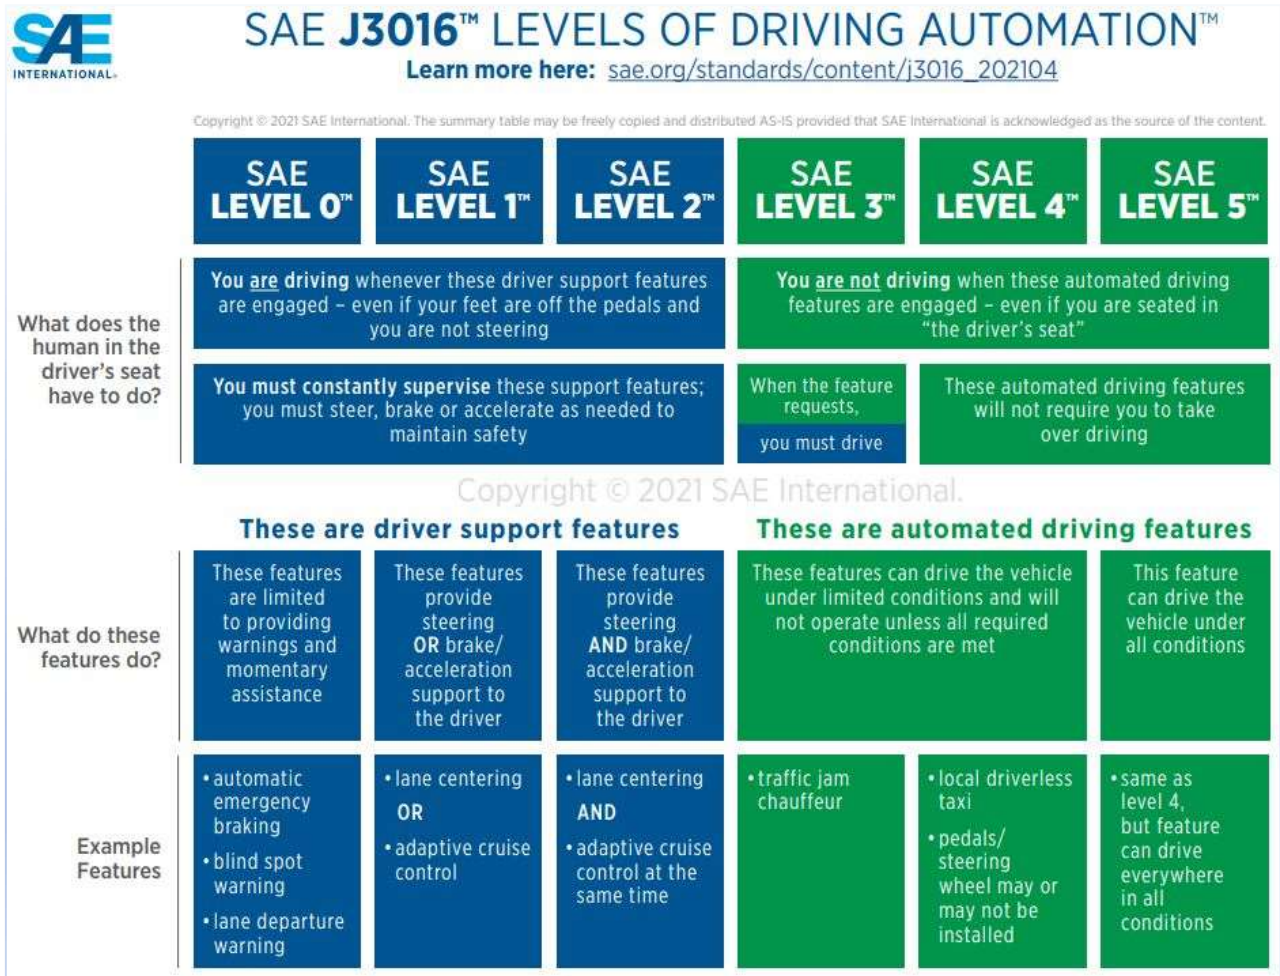 SAE
INTERNATIONAL®
SAE J3016™ LEVELS OF DRIVING AUTOMATION™
Learn more here: sae.org/standards/content/j3016_202104
Copyright © 2021 SAE International. The summary table may be freely copied and distributed AS-IS provided that SAE International is acknowledged as the source of the content.
SAE
LEVEL 0™
SAE
LEVEL 1™
SAE
LEVEL 2™
SAE
LEVEL 3™
SAE
LEVEL 4™
SAE
LEVEL 5™
What does the
human in the
driver's seat
have to do?
You are driving whenever these driver support features
are engaged – even if your feet are off the pedals and
you are not steering
You are not driving when these automated driving
features are engaged – even if you are seated in
“the driver's seat”
You must constantly supervise these support features;
you must steer, brake or accelerate as needed to
maintain safety
When the feature
requests,
you must drive
These automated driving features
will not require you to take
over driving
Copyright © 2021 SAE International.
These are driver support features
These are automated driving features
What do these
features do?
These features
are limited
to providing
warnings and
momentary
assistance
These features
provide
steering
OR brake/
acceleration
support to
the driver
These features
provide
steering
AND brake/
acceleration
support to
the driver
These features can drive the vehicle
under limited conditions and will
not operate unless all required
conditions are met
This feature
can drive the
vehicle under
all conditions
Example
Features
• automatic
emergency
braking
• blind spot
warning
• lane departure
warning
• lane centering
OR
• adaptive cruise
control
• lane centering
AND
• adaptive cruise
control at the
same time
• traffic jam
chauffeur
• local driverless
taxi
• pedals/
steering
wheel may or
may not be
installed
• same as
level 4,
but feature
can drive
everywhere
in all
conditions